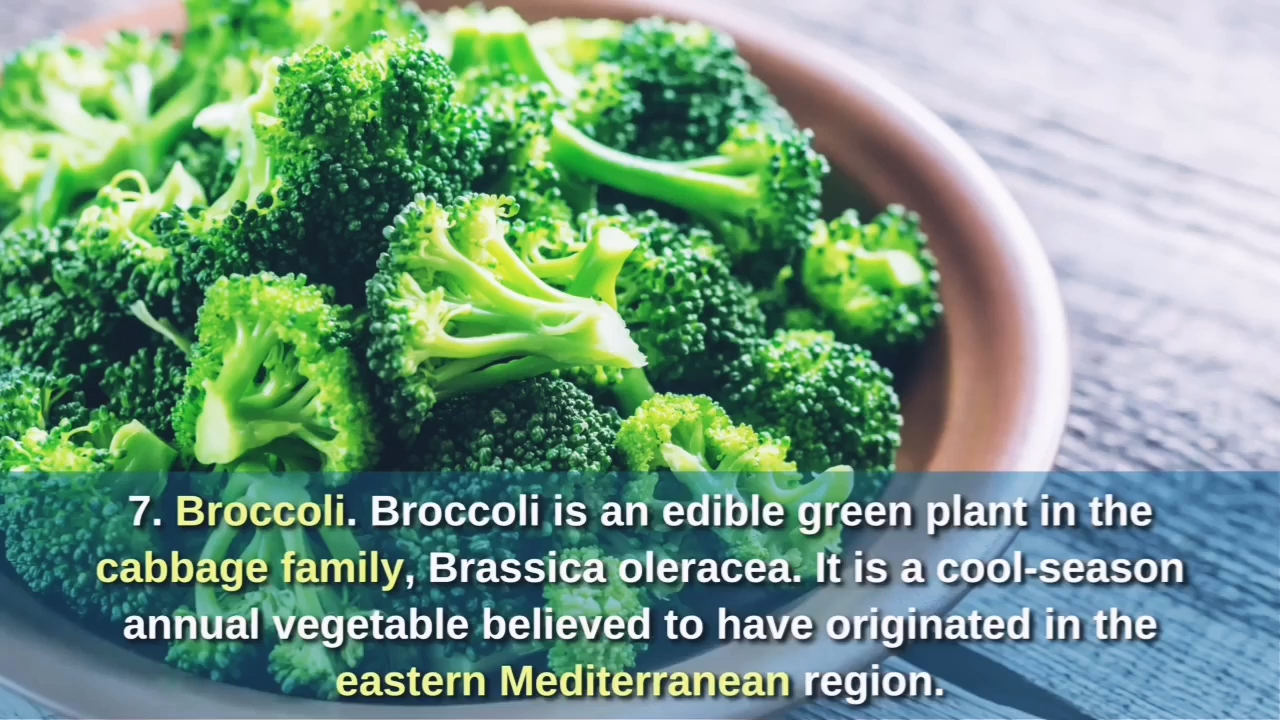 7. Broccoli. Broccoli is an edible green plant in the
cabbage family, Brassica oleracea. It is a cool-season
annual vegetable believed to have originated in the
eastern Mediterranean region.